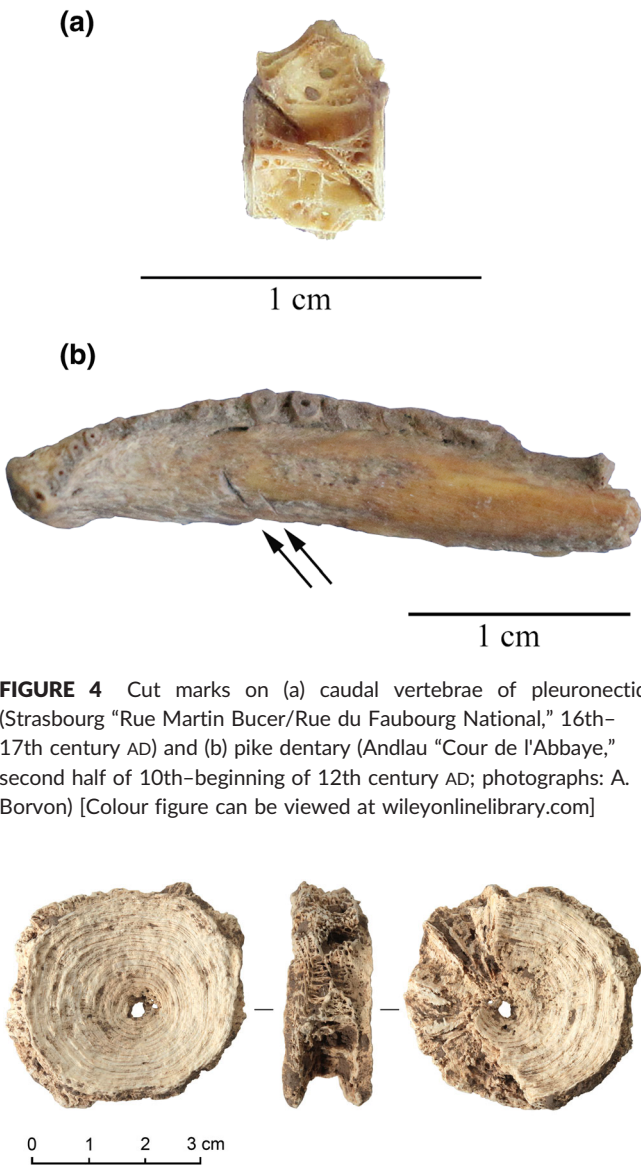 (a)
1 cm
(b)
1 cm
FIGURE 4 Cut marks on (a) caudal vertebrae of pleuronectid
(Strasbourg “Rue Martin Bucer/Rue du Faubourg National,” 16th–
17th century AD) and (b) pike dentary (Andlau “Cour de l'Abbaye,”
second half of 10th–beginning of 12th century AD; photographs: A.
Borvon) [Colour figure can be viewed at wileyonlinelibrary.com]
0 1 2 3 cm